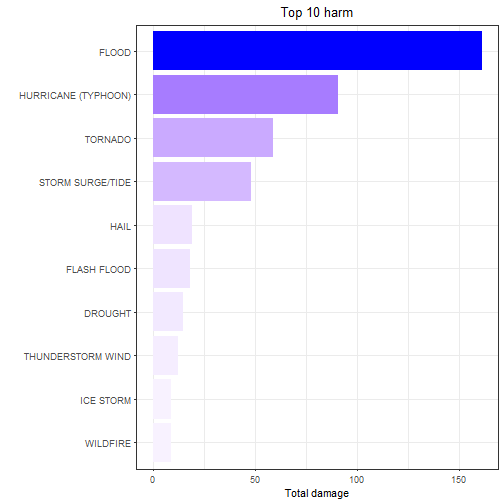 Top 10 harm
FLOOD
HURRICANE (TYPHOON)
TORNADO
STORM SURGE/TIDE
HAIL
FLASH FLOOD
DROUGHT
THUNDERSTORM WIND
ICE STORM
WILDFIRE
0 50 100 150
Total damage